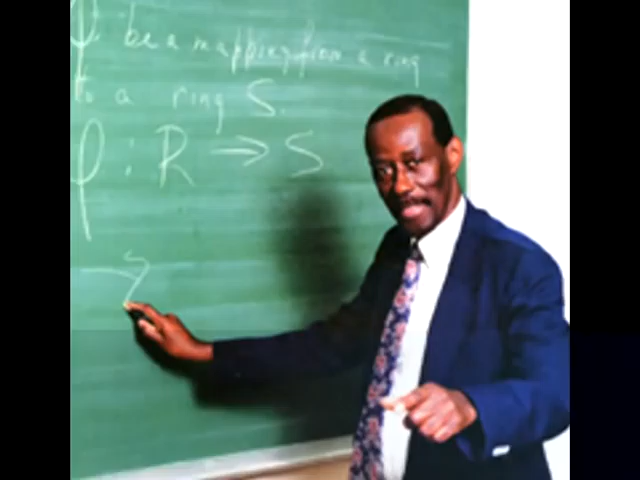 φ be a mapping from a ring
to a ring S.
φ : R → S